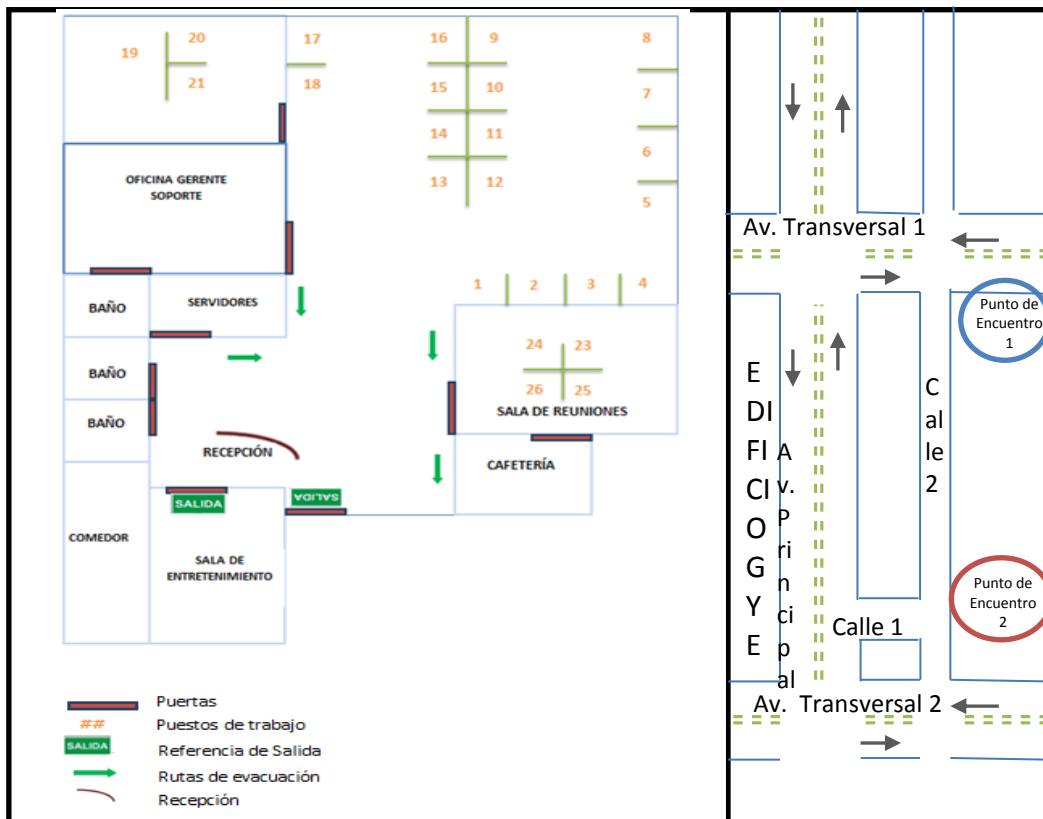 20
19
21
17
18
16
9
15
10
14
11
13
12
8
7
6
5
OFICINA GERENTE
SOPORTE
BAÑO
SERVIDORES
1
2
3
4
24
23
26
25
SALA DE REUNIONES
BAÑO
BAÑO
RECEPCIÓN
CAFETERÍA
SALIDA
SALIDA
COMEDOR
SALA DE
ENTRETENIMIENTO
Puertas
##
Puestos de trabajo
SALIDA
Referencia de Salida
Rutas de evacuación
Recepción
Av. Transversal 1
Punto de
Encuentro
1
E
DI
FI
CI
O
G
Y
E
A
v.
P
ri
n
ci
p
al
C
al
le
2
Punto de
Encuentro
2
Calle 1
Av. Transversal 2